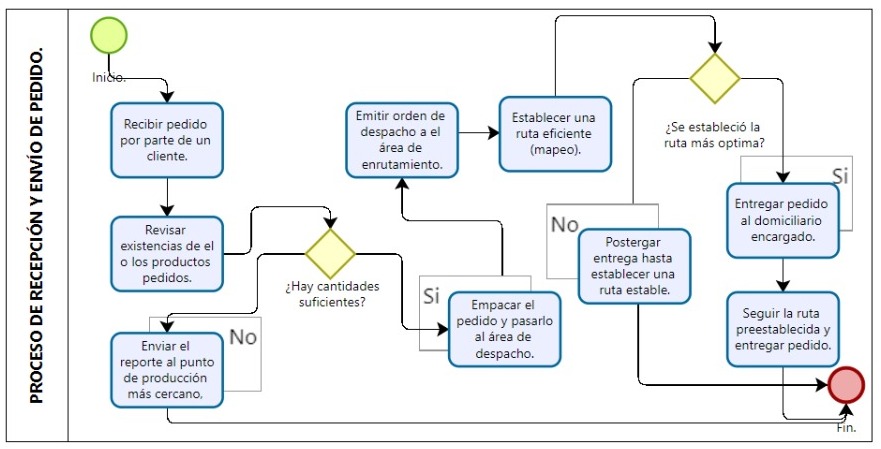 PROCESO DE RECEPCIÓN Y ENVÍO DE PEDIDO.
Inicio.
Recibir pedido
por parte de un
cliente.
Revisar
existencias de el
o los productos
pedidos.
¿Hay cantidades
suficientes?
No
Enviar el
reporte al punto
de producción
más cercano.
Si
Empacar el
pedido y pasarlo
al área de
despacho.
Emitir orden de
despacho a el
área de
enrutamiento.
Establecer una
ruta eficiente
(mapeo).
¿Se estableció la
ruta más optima?
No
Postergar
entrega hasta
establecer una
ruta estable.
Si
Entregar pedido
al domiciliario
encargado.
Seguir la ruta
preestablecida y
entregar pedido.
Fin.